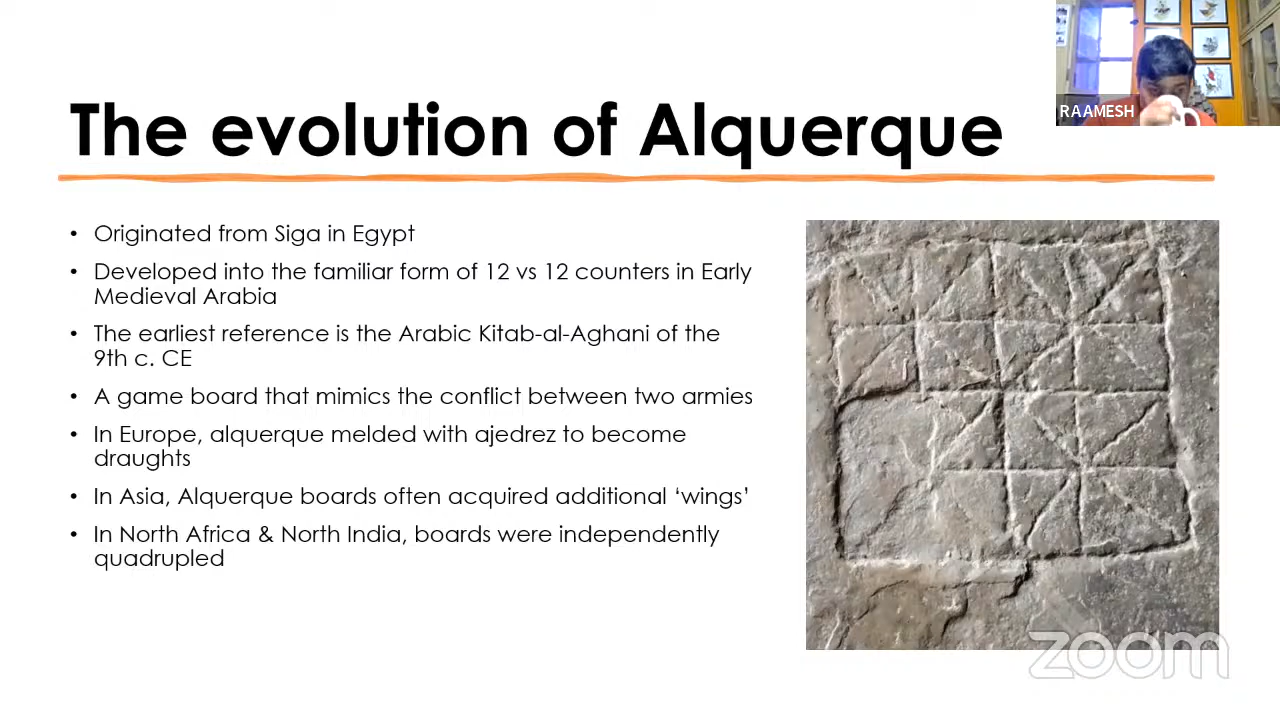 RAAMESH
The evolution of Alquerque
• Originated from Siga in Egypt
• Developed into the familiar form of 12 vs 12 counters in Early
Medieval Arabia
• The earliest reference is the Arabic Kitab-al-Aghani of the
9th c. CE
• A game board that mimics the conflict between two armies
• In Europe, alquerque melded with ajedrez to become
draughts
• In Asia, Alquerque boards often acquired additional ‘wings’
• In North Africa & North India, boards were independently
quadrupled
zoom